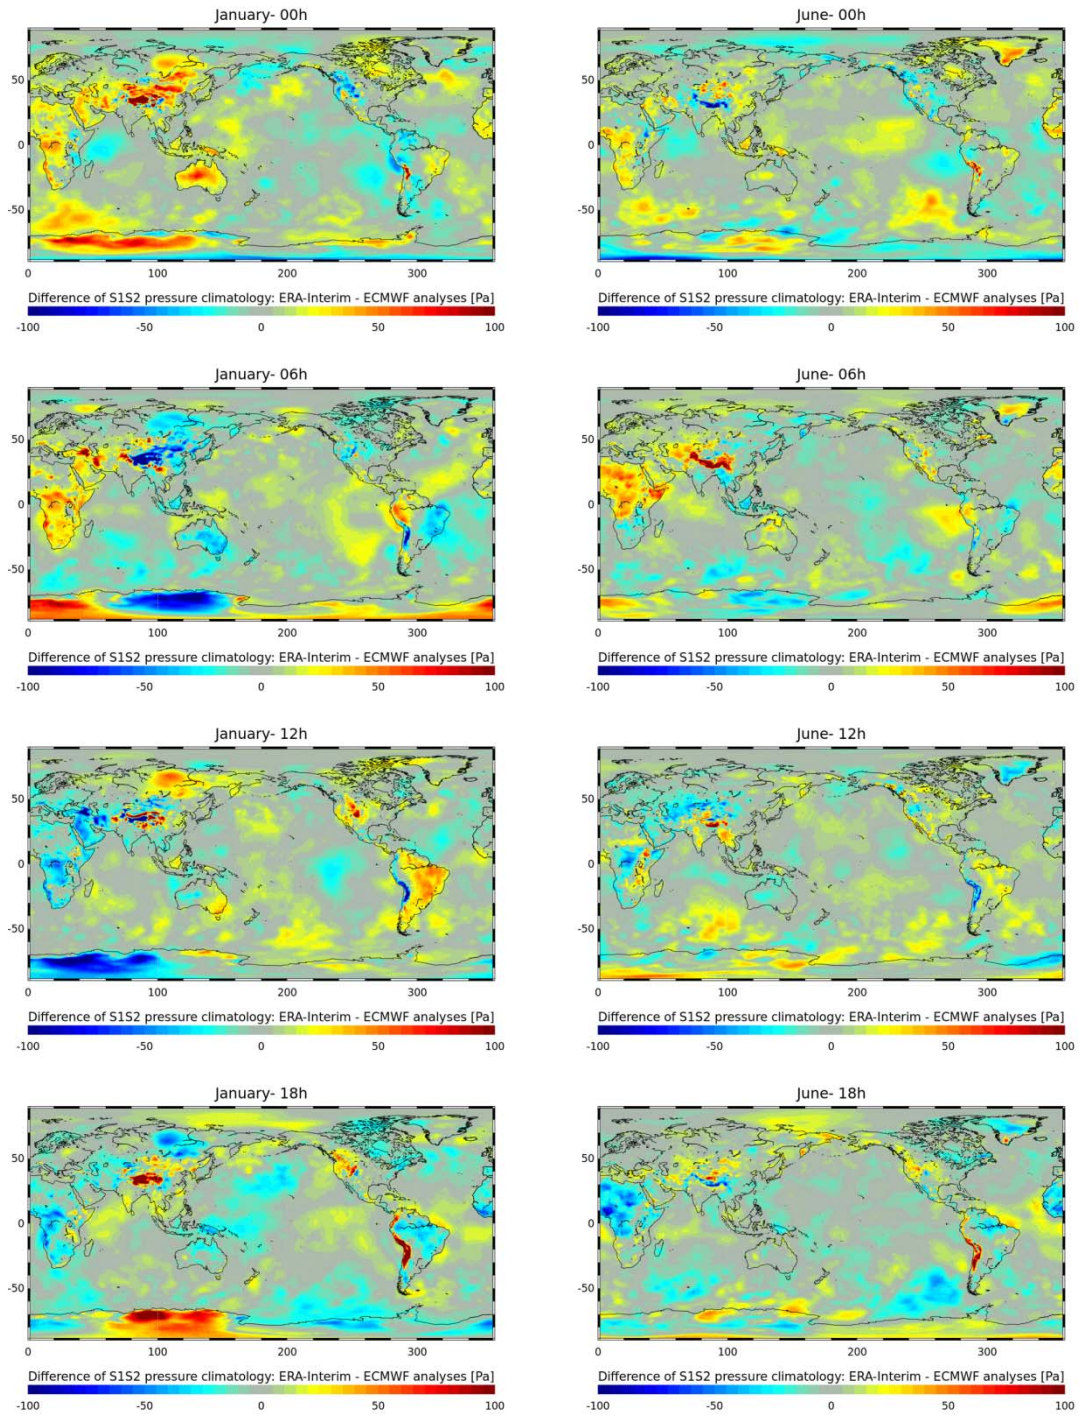 January- 00h
50
0
-50
0 100 200 300
Difference of S1S2 pressure climatology: ERA-Interim - ECMWF analyses [Pa]
-100 -50 0 50 100
June- 00h
50
0
-50
0 100 200 300
Difference of S1S2 pressure climatology: ERA-Interim - ECMWF analyses [Pa]
-100 -50 0 50 100
January- 06h
50
0
-50
0 100 200 300
Difference of S1S2 pressure climatology: ERA-Interim - ECMWF analyses [Pa]
-100 -50 0 50 100
June- 06h
50
0
-50
0 100 200 300
Difference of S1S2 pressure climatology: ERA-Interim - ECMWF analyses [Pa]
-100 -50 0 50 100
January- 12h
50
0
-50
0 100 200 300
Difference of S1S2 pressure climatology: ERA-Interim - ECMWF analyses [Pa]
-100 -50 0 50 100
June- 12h
50
0
-50
0 100 200 300
Difference of S1S2 pressure climatology: ERA-Interim - ECMWF analyses [Pa]
-100 -50 0 50 100
January- 18h
50
0
-50
0 100 200 300
Difference of S1S2 pressure climatology: ERA-Interim - ECMWF analyses [Pa]
-100 -50 0 50 100
June- 18h
50
0
-50
0 100 200 300
Difference of S1S2 pressure climatology: ERA-Interim - ECMWF analyses [Pa]
-100 -50 0 50 100